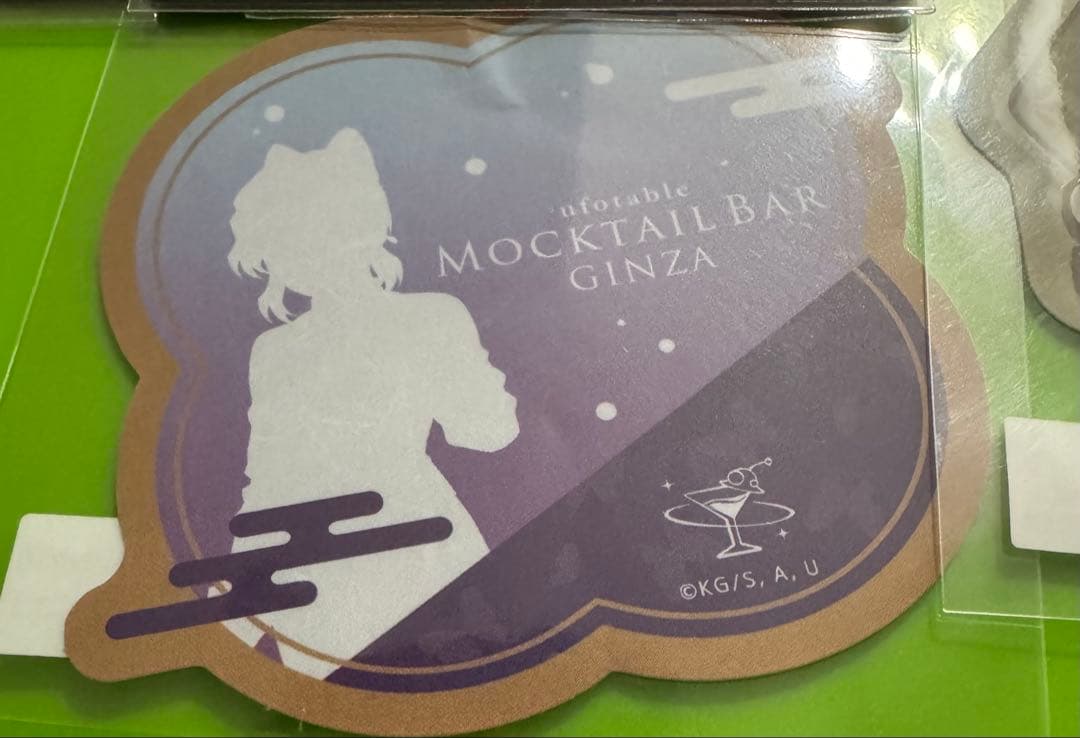 ufotable
MOCKTAIL BAR
GINZA
©KG/S, A, U